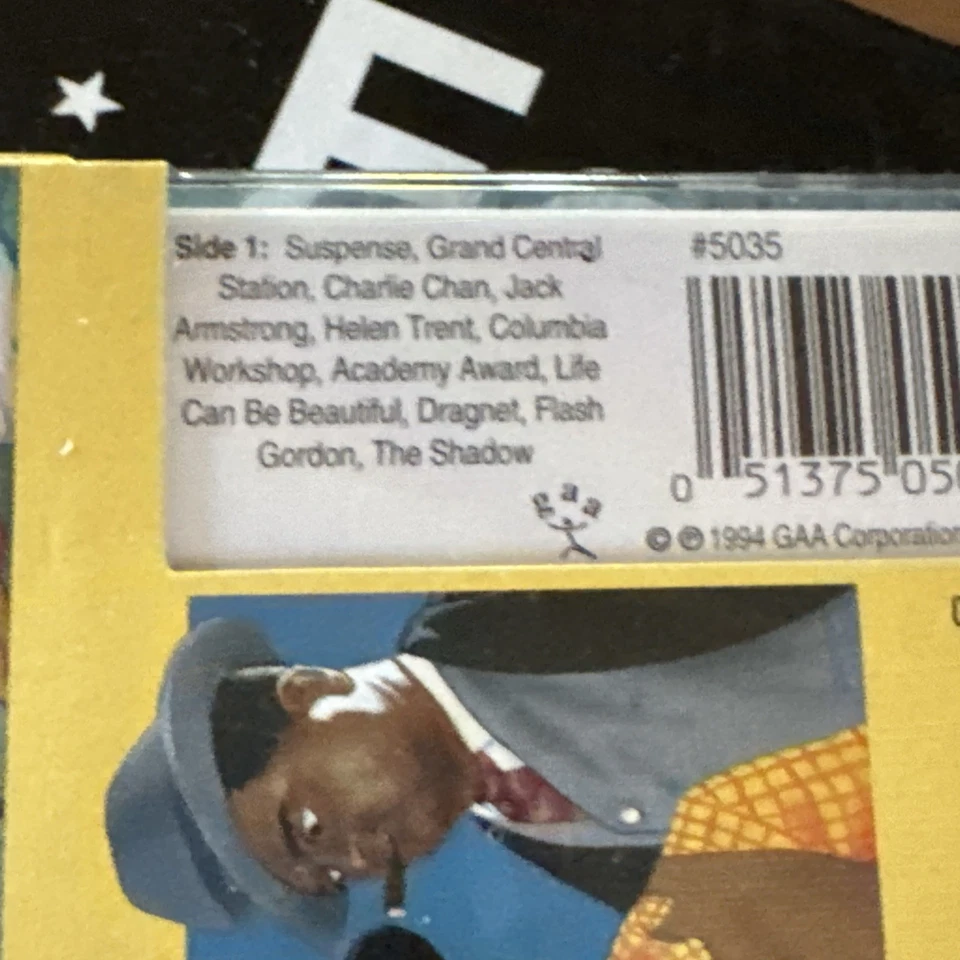 E
Side 1: Suspense, Grand Central
Station, Charlie Chan, Jack
Armstrong, Helen Trent, Columbia
Workshop, Academy Award, Life
Can Be Beautiful, Dragnet, Flash
Gordon, The Shadow
gaa
#5035
0 51375 050
© ℗ 1994 GAA Corporation